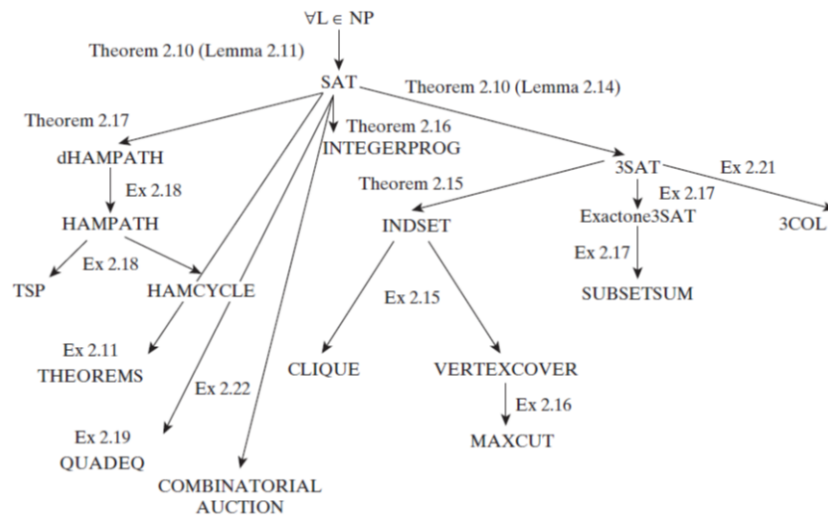 ∀L ∈ NP
Theorem 2.10 (Lemma 2.11)
SAT
Theorem 2.10 (Lemma 2.14)
Theorem 2.17
Theorem 2.16
INTEGERPROG
dHAMPATH
3SAT
Ex 2.21
Theorem 2.15
Ex 2.18
Ex 2.17
HAMPATH
INDSET
Exactone3SAT
3COL
Ex 2.18
Ex 2.17
TSP
HAMCYCLE
Ex 2.15
SUBSETSUM
Ex 2.11
THEOREMS
CLIQUE
VERTEXCOVER
Ex 2.22
Ex 2.16
Ex 2.19
QUADEQ
MAXCUT
COMBINATORIAL
AUCTION